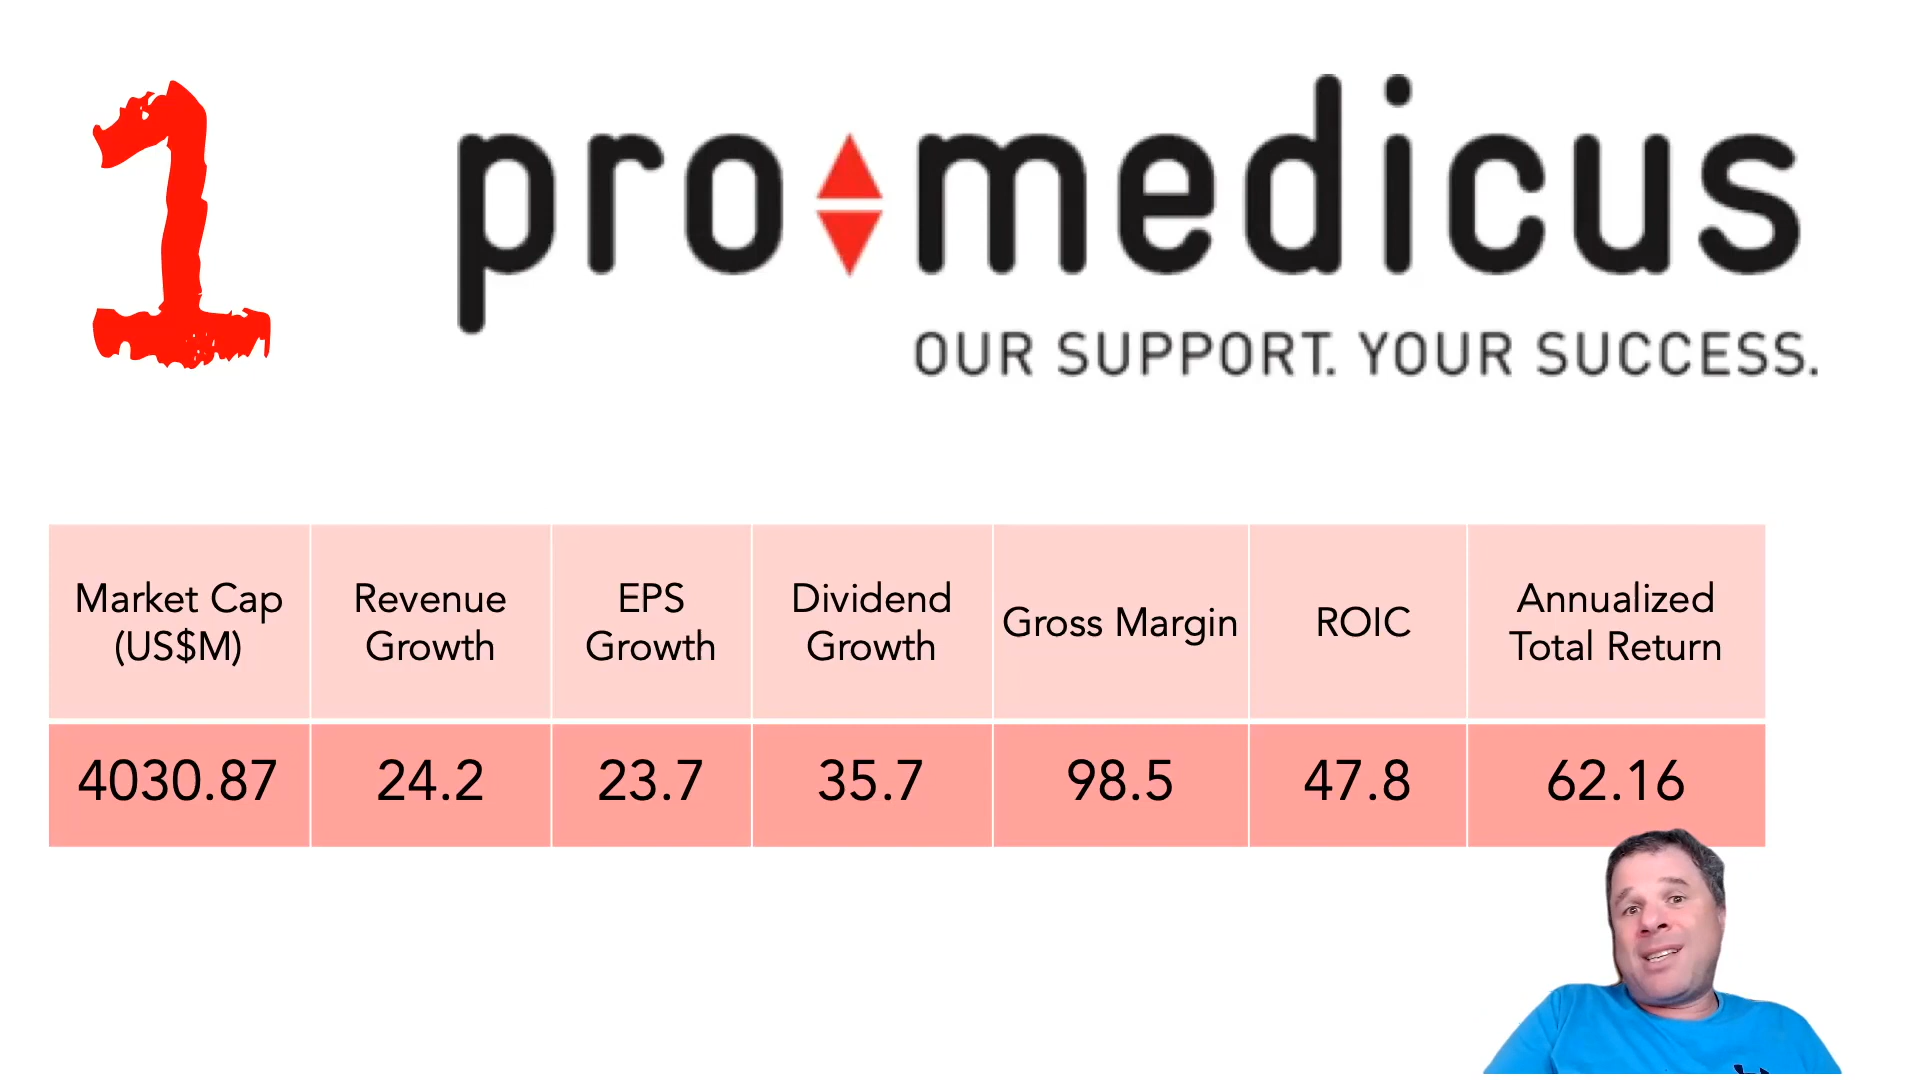 1
pro medicus
OUR SUPPORT. YOUR SUCCESS.
Market Cap
(US$M)
Revenue
Growth
EPS
Growth
Dividend
Growth
Gross Margin
ROIC
Annualized
Total Return
4030.87
24.2
23.7
35.7
98.5
47.8
62.16